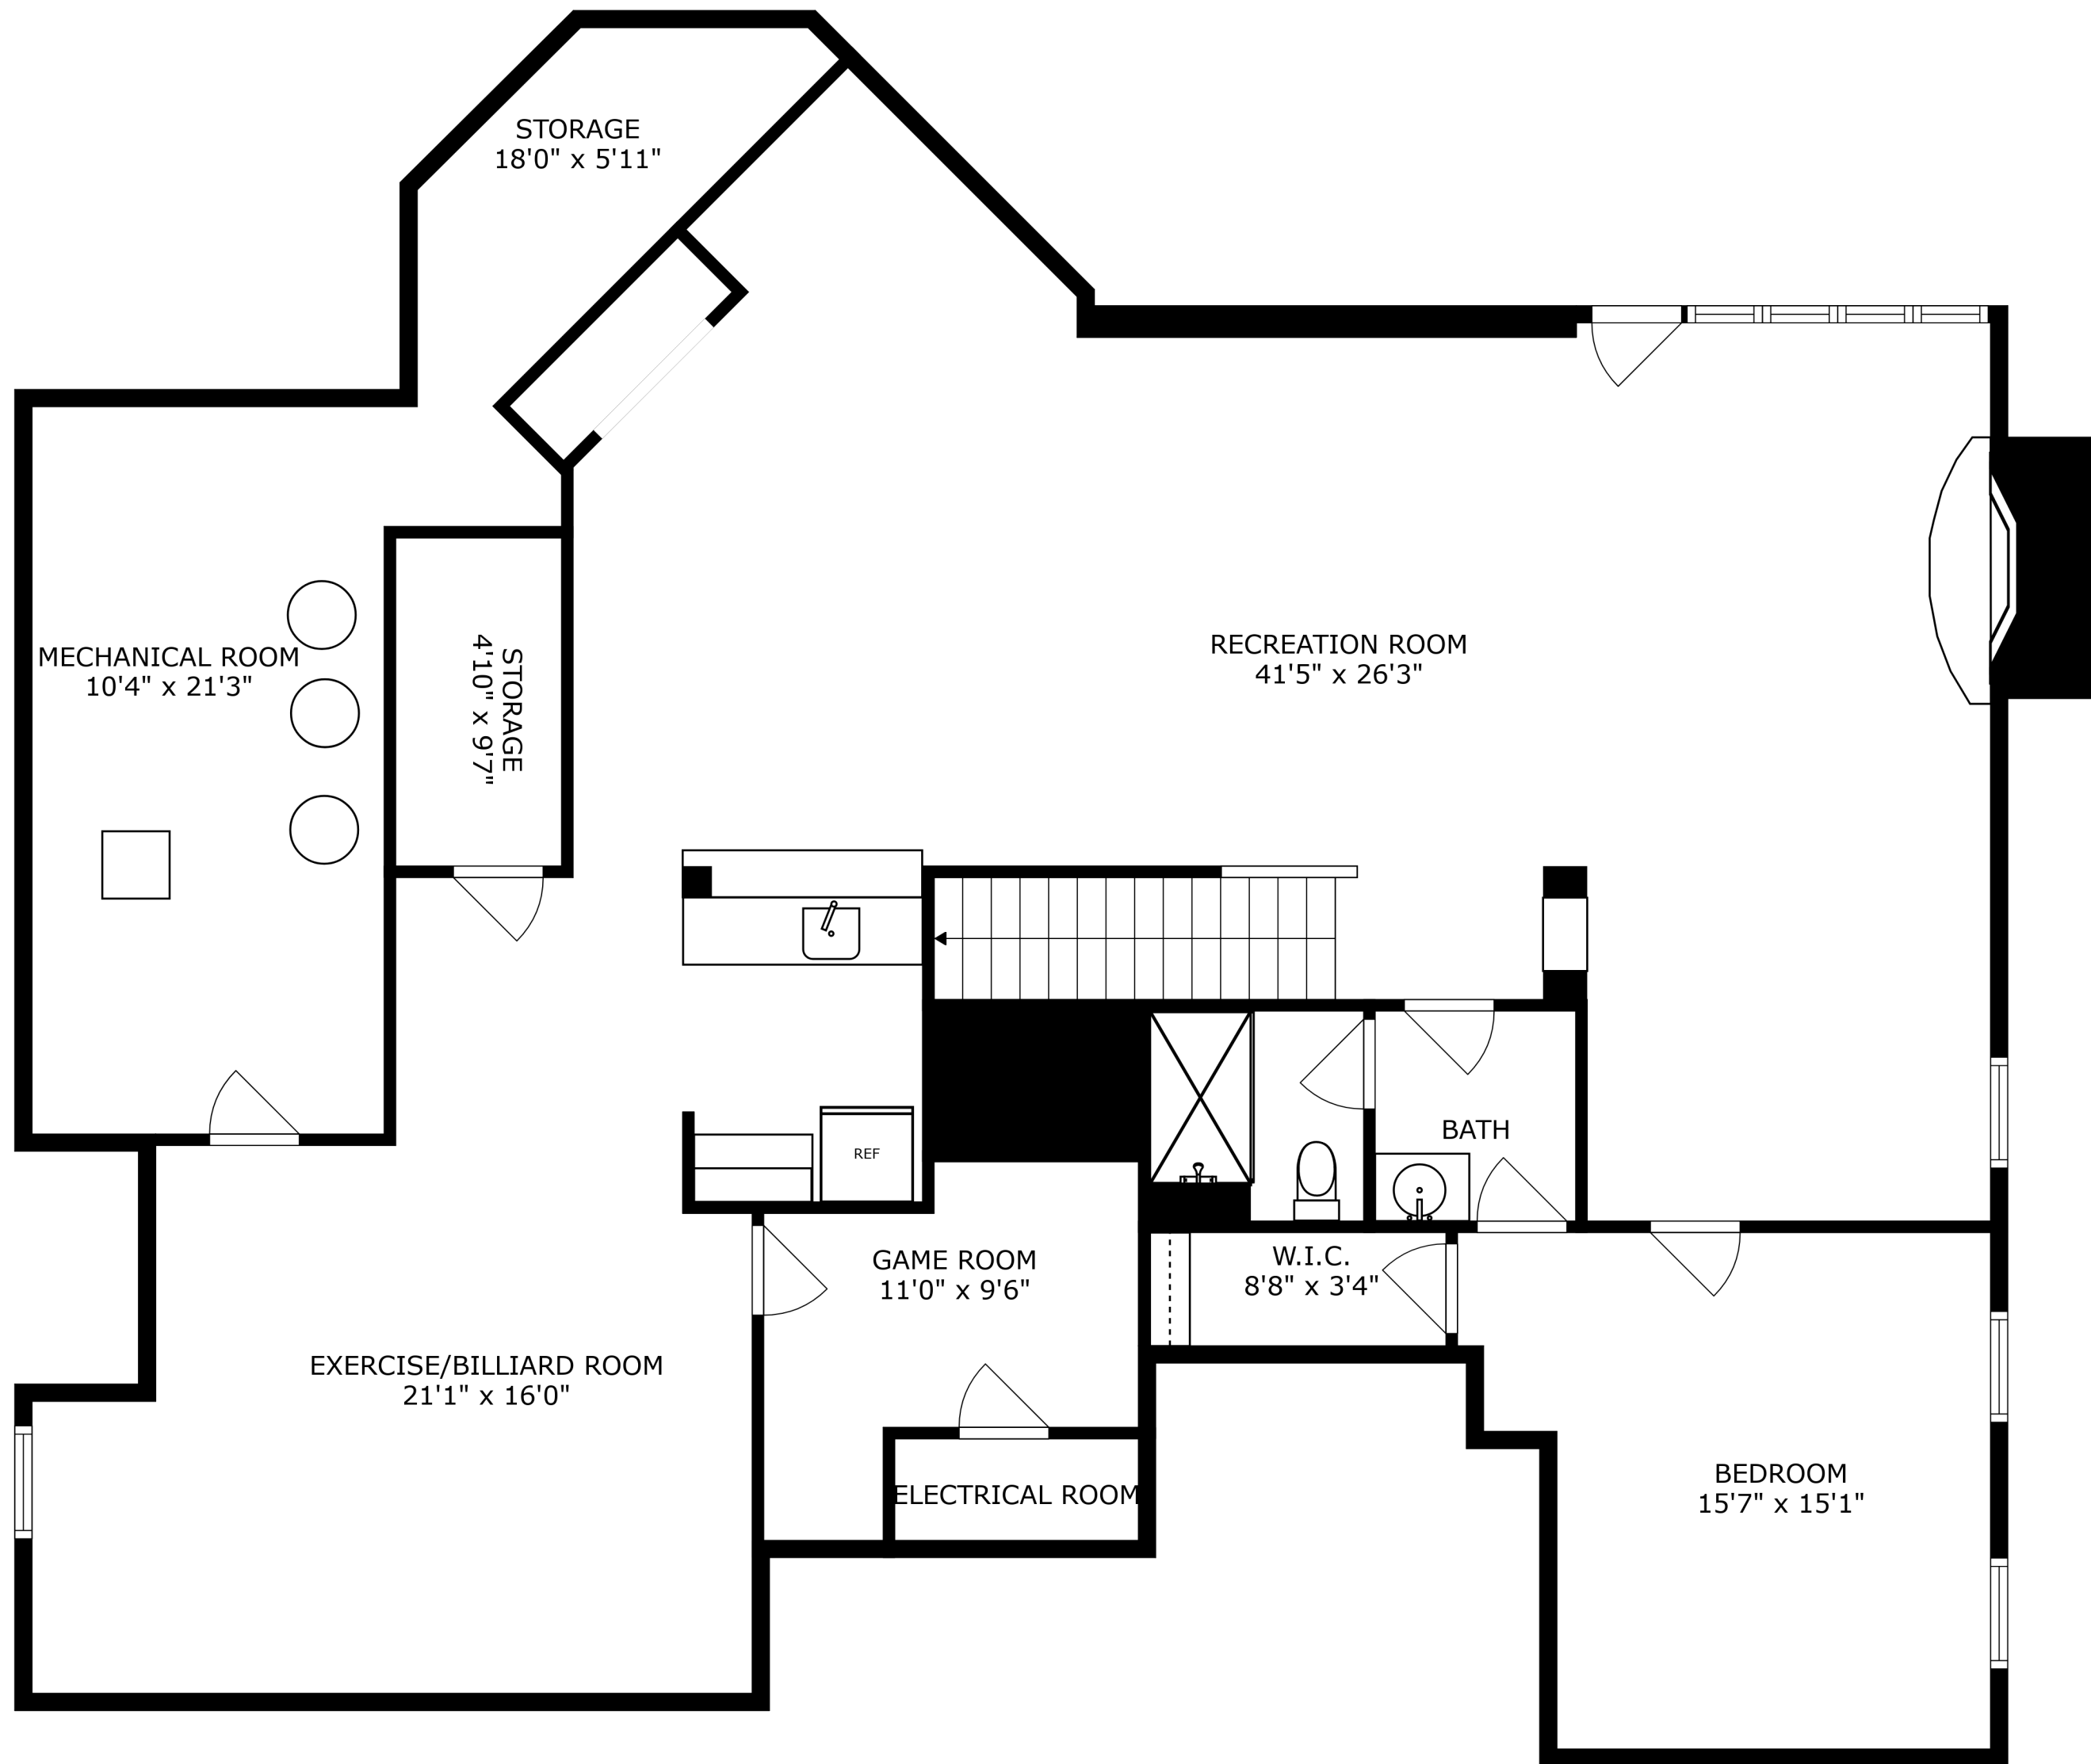 STORAGE
18'0" x 5'11"
MECHANICAL ROOM
10'4" x 21'3"
STORAGE
4'10" x 9'7"
RECREATION ROOM
41'5" x 26'3"
BATH
REF
GAME ROOM
11'0" x 9'6"
W.I.C.
8'8" x 3'4"
EXERCISE/BILLIARD ROOM
21'1" x 16'0"
ELECTRICAL ROOM
BEDROOM
15'7" x 15'1"